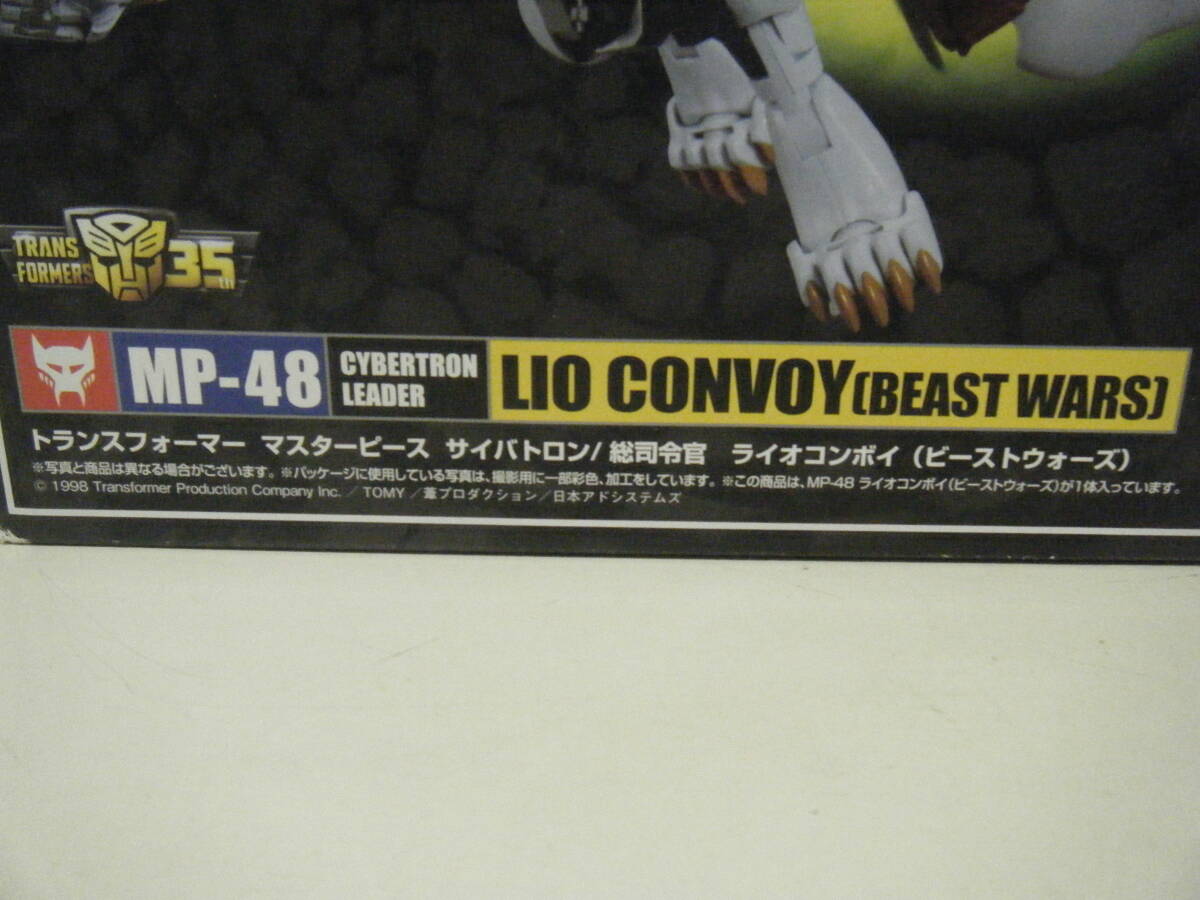 TRANS
FORMERS
35th
MP-48
CYBERTRON
LEADER
LIO CONVOY(BEAST WARS)
トランスフォーマー マスターピース サイバトロン/総司令官 ライオコンボイ（ビーストウォーズ）
※写真と商品は異なる場合がございます。※パッケージに使用している写真は、撮影用に一部彩色、加工をしています。※この商品は、MP-48 ライオコンボイ（ビーストウォーズ）が1体入っています。
© 1998 Transformer Production Company Inc.／TOMY／葦プロダクション／日本アドシステムズ